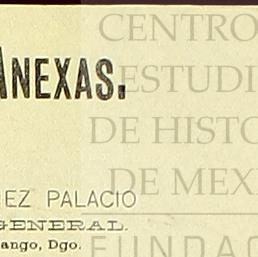 CENTRO
ANEXAS.
ESTUDI
DE HISTO
DE MEX
EZ PALACIO
GENERAL.
ango, Dgo.
FUNDAC